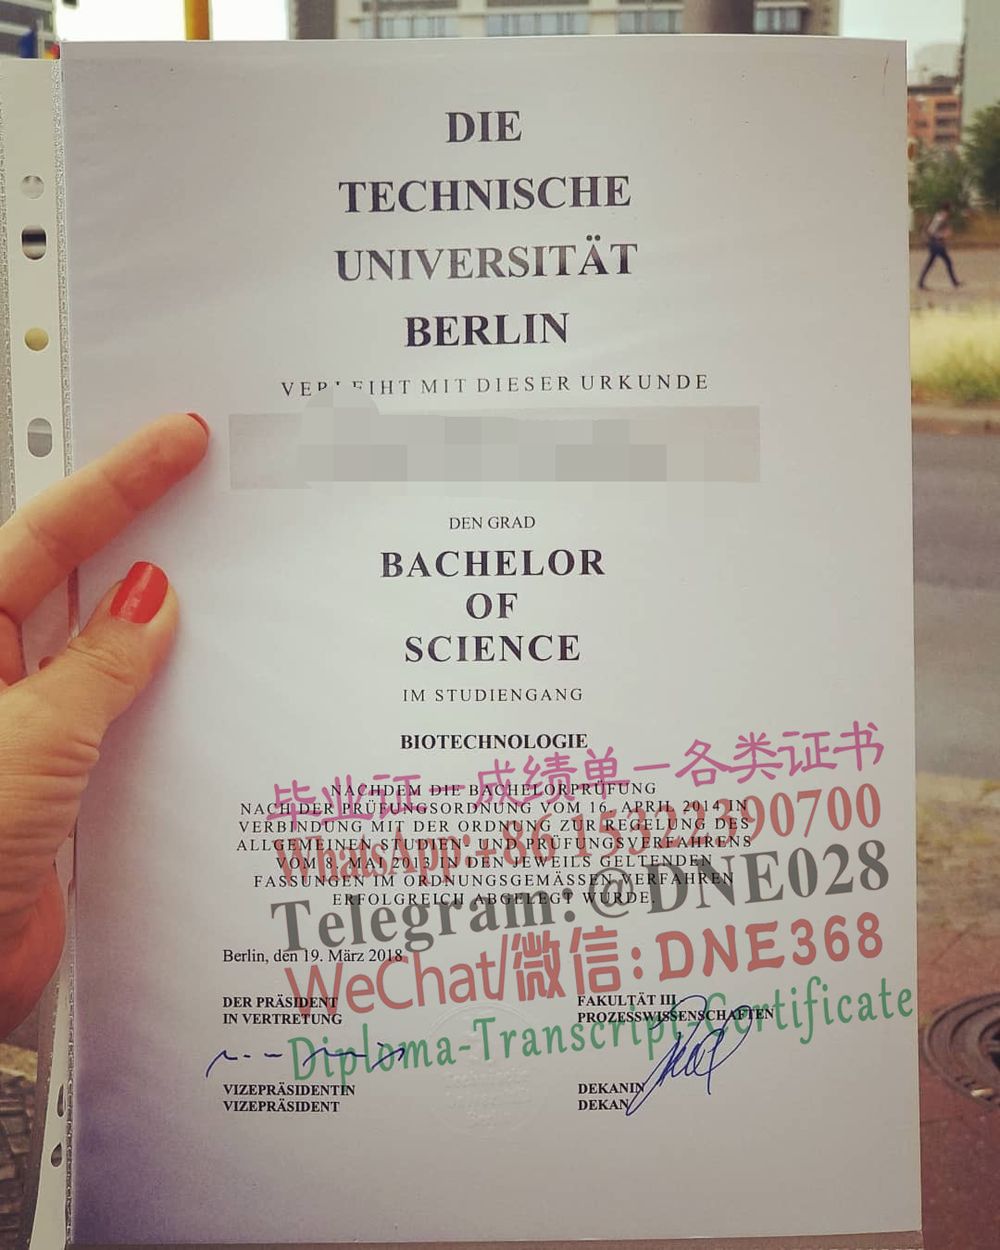 DIE
TECHNISCHE
UNIVERSITÄT
BERLIN
VERLEIHT MIT DIESER URKUNDE
DEN GRAD
BACHELOR
OF
SCIENCE
IM STUDIENGANG
BIOTECHNOLOGIE
毕业证—成绩单—各类证书
NACHDEM DIE BACHELORPRÜFUNG
NACH DER PRÜFUNGSORDNUNG VOM 16. APRIL 2014 IN
VERBINDUNG MIT DER ORDNUNG ZUR REGELUNG DES
ALLGEMEINEN STUDIEN- UND PRÜFUNGSVERFAHRENS
VOM 8. MAI 2013 IN DEN JEWEILS GELTENDEN
FASSUNGEN IM ORDNUNGSGEMÄSSEN VERFAHREN
ERFOLGREICH ABGELEGT WURDE.
WhatsApp:+86 15322390700
Telegram:@DNE028
Berlin, den 19. März 2018
WeChat/微信:DNE368
DER PRÄSIDENT
IN VERTRETUNG
FAKULTÄT III
PROZESSWISSENSCHAFTEN
Diploma-Transcript-Certificate
VIZEPRÄSIDENTIN
VIZEPRÄSIDENT
DEKANIN
DEKAN